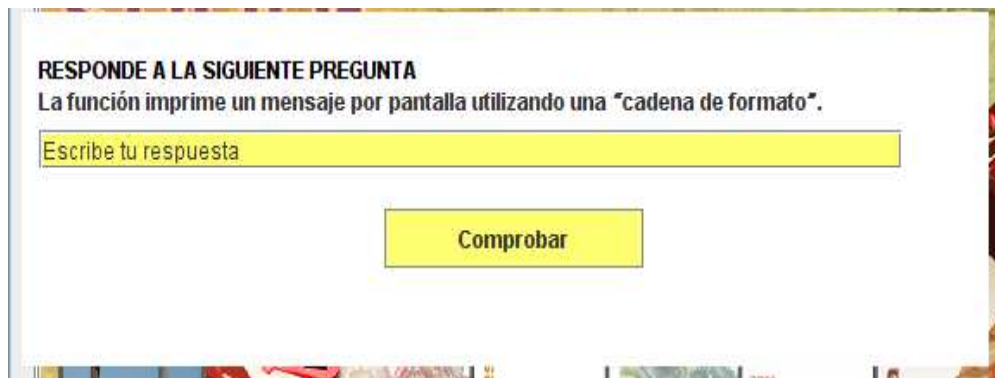 RESPONDE A LA SIGUIENTE PREGUNTA
La función imprime un mensaje por pantalla utilizando una "cadena de formato".
Escribe tu respuesta
Comprobar